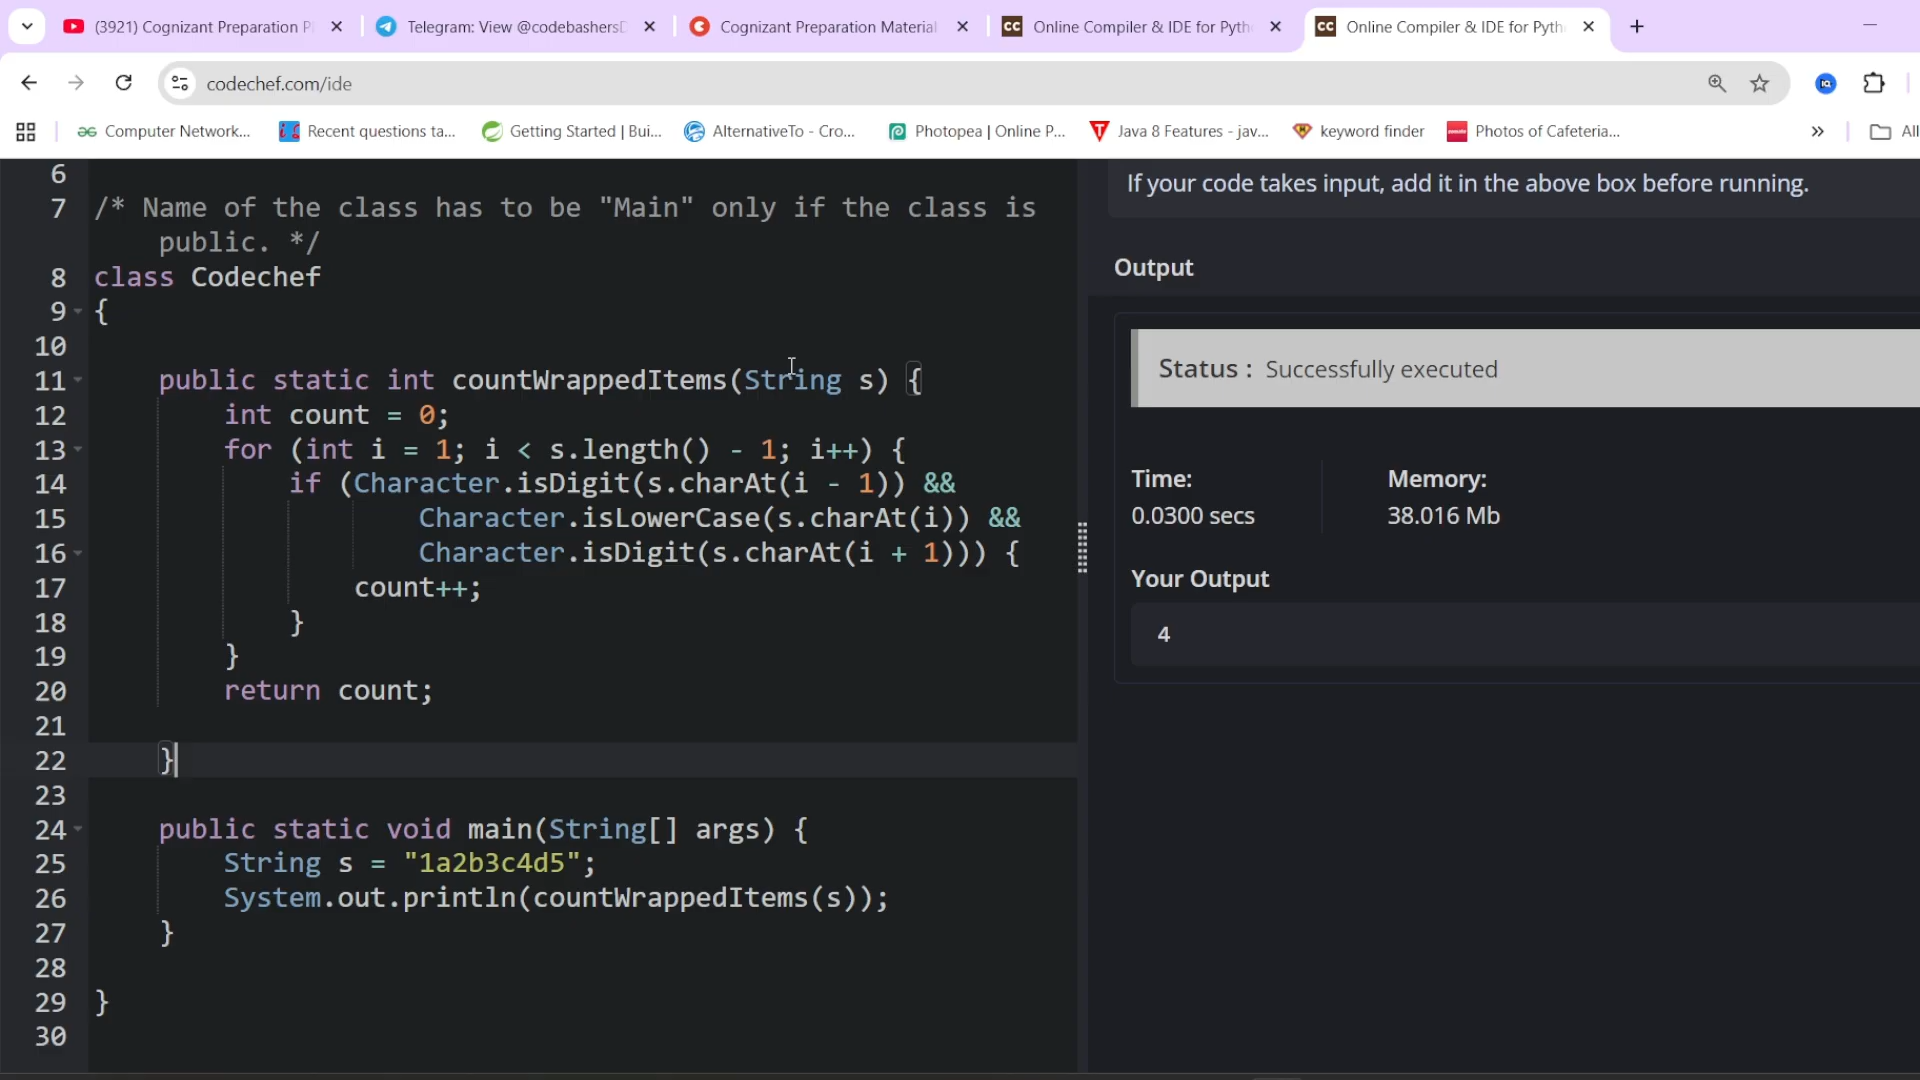 (3921) Cognizant Preparation P
Telegram: View @codebashersD
Cognizant Preparation Material
CC Online Compiler & IDE for Pyth
CC Online Compiler & IDE for Pyth
codechef.com/ide
Computer Network...
Recent questions ta...
Getting Started | Bui...
AlternativeTo - Cro...
Photopea | Online P...
Java 8 Features - jav...
keyword finder
Photos of Cafeteria...
»
All
6
7 /* Name of the class has to be "Main" only if the class is
public. */
8 class Codechef
9 {
10
11 public static int countWrappedItems(String s) {
12 int count = 0;
13 for (int i = 1; i < s.length() - 1; i++) {
14 if (Character.isDigit(s.charAt(i - 1)) &&
15 Character.isLowerCase(s.charAt(i)) &&
16 Character.isDigit(s.charAt(i + 1))) {
17 count++;
18 }
19 }
20 return count;
21
22 }
23
24 public static void main(String[] args) {
25 String s = "1a2b3c4d5";
26 System.out.println(countWrappedItems(s));
27 }
28
29 }
30
If your code takes input, add it in the above box before running.
Output
Status : Successfully executed
Time:
0.0300 secs
Memory:
38.016 Mb
Your Output
4